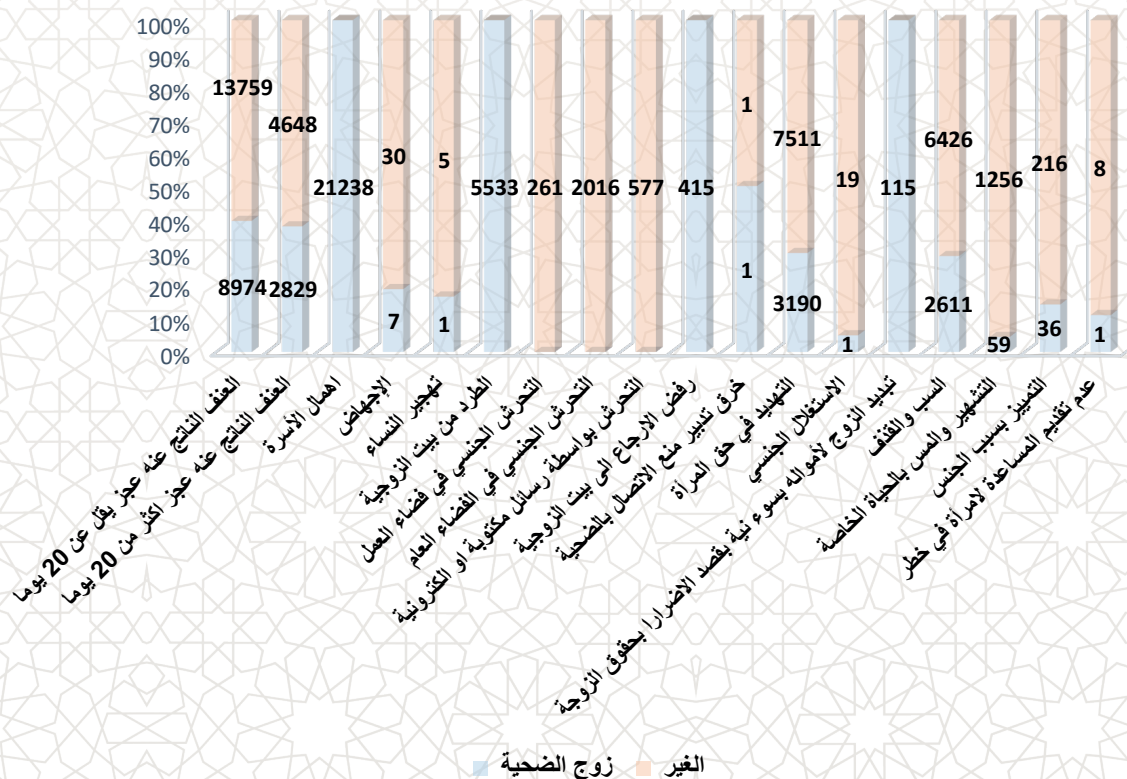 100%
90%
80%
70%
60%
50%
40%
30%
20%
10%
0%
13759
8974
4648
2829
21238
30
7
5
1
5533
261
2016
577
415
1
1
7511
3190
19
1
115
6426
2611
1256
59
216
36
8
1
العنف الناتج عنه عجز يقل عن 20 يوما
العنف الناتج عنه عجز اكثر من 20 يوما
اهمال الأسرة
الإجهاض
تهجير النساء
الطرد من بيت الزوجية
التحرش الجنسي في فضاء العمل
التحرش الجنسي في الفضاء العام
التحرش بواسطة رسائل مكتوبة او الكترونية
رفض الارجاع الى بيت الزوجية
خرق تدبير منع الاتصال بالضحية
التهديد في حق المرأة
الاستغلال الجنسي
تبديد الزوج لأمواله بسوء نية بقصد الاضرارا بحقوق الزوجة
السب والقذف
التشهير والمس بالحياة الخاصة
التمييز بسبب الجنس
عدم تقديم المساعدة لامرأة في خطر
زوج الضحية
الغير